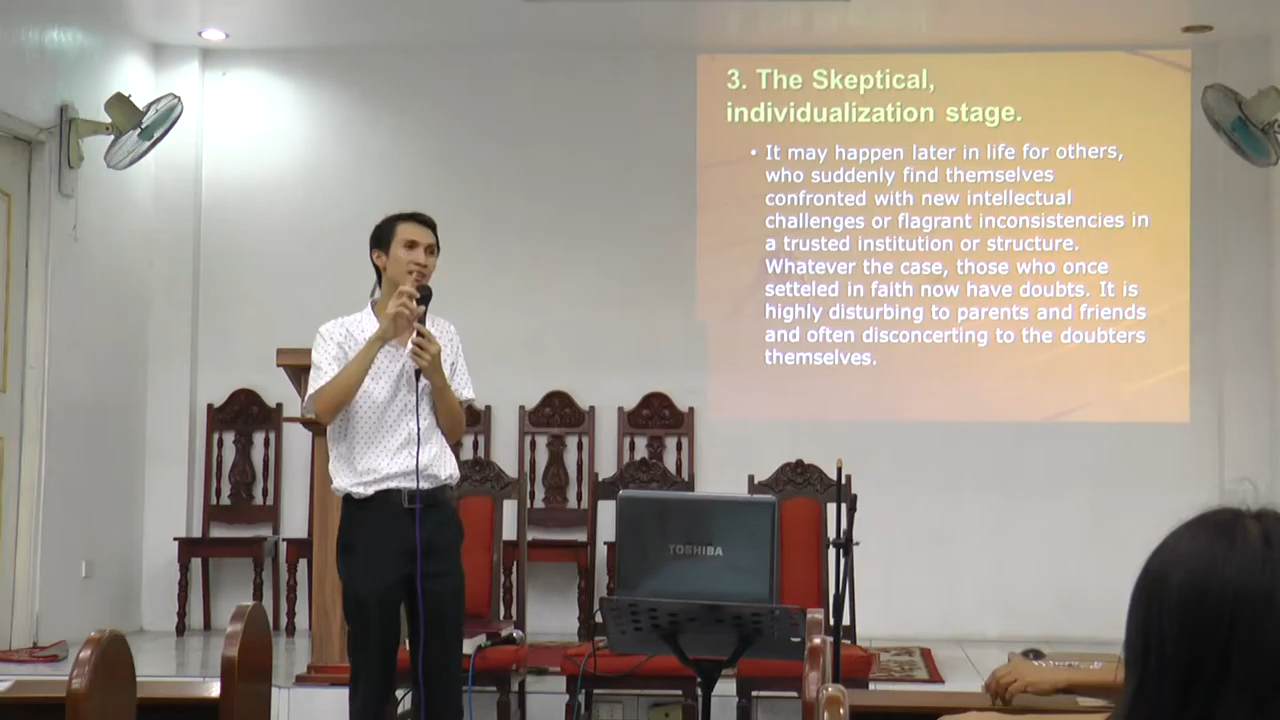 3. The Skeptical,
individualization stage.
• It may happen later in life for others,
who suddenly find themselves
confronted with new intellectual
challenges or flagrant inconsistencies in
a trusted institution or structure.
Whatever the case, those who once
setteled in faith now have doubts. It is
highly disturbing to parents and friends
and often disconcerting to the doubters
themselves.
TOSHIBA